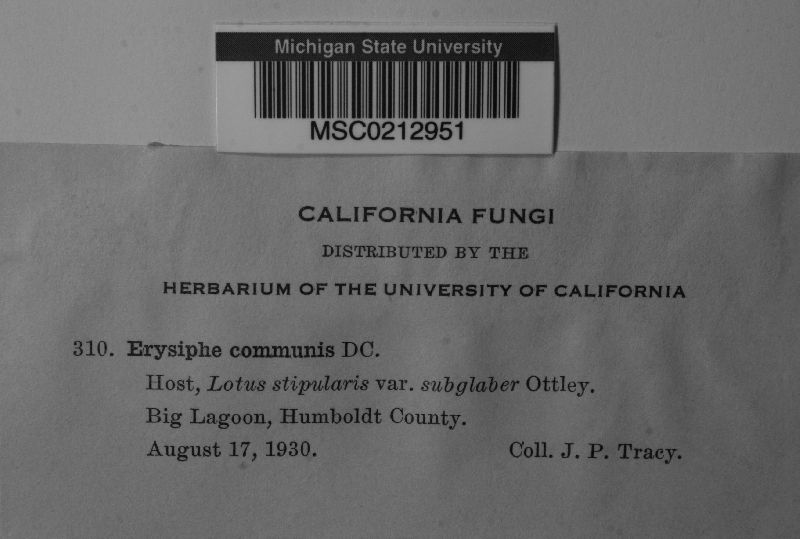 Michigan State University
MSC0212951
CALIFORNIA FUNGI
DISTRIBUTED BY THE
HERBARIUM OF THE UNIVERSITY OF CALIFORNIA
310. Erysiphe communis DC.
Host, Lotus stipularis var. subglaber Ottley.
Big Lagoon, Humboldt County.
August 17, 1930. Coll. J. P. Tracy.